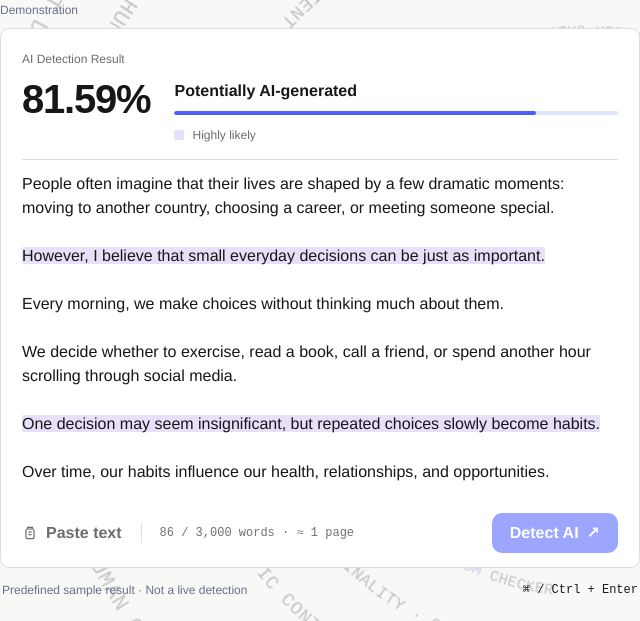 Demonstration
AI Detection Result
81.59%
Potentially AI-generated
Highly likely
People often imagine that their lives are shaped by a few dramatic moments:
moving to another country, choosing a career, or meeting someone special.
However, I believe that small everyday decisions can be just as important.
Every morning, we make choices without thinking much about them.
We decide whether to exercise, read a book, call a friend, or spend another hour
scrolling through social media.
One decision may seem insignificant, but repeated choices slowly become habits.
Over time, our habits influence our health, relationships, and opportunities.
Paste text
86 / 3,000 words · ≈ 1 page
Detect AI ↗
Predefined sample result · Not a live detection
⌘ / Ctrl + Enter
CHECKER